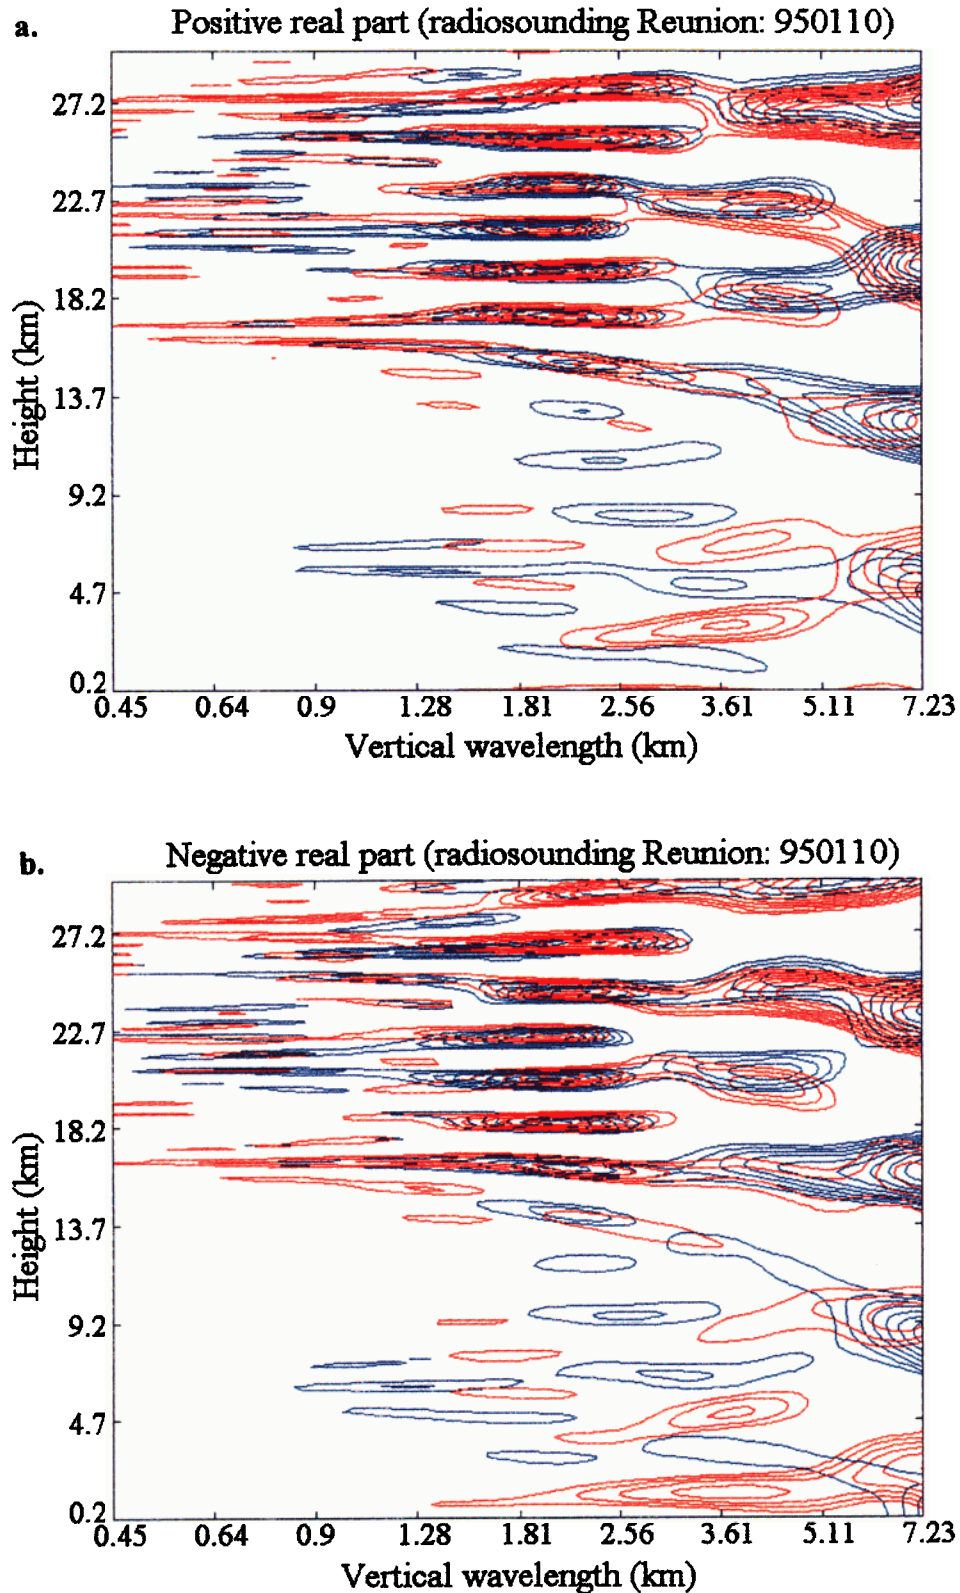 a.
Positive real part (radiosounding Reunion: 950110)
Height (km)
27.2
22.7
18.2
13.7
9.2
4.7
0.2
0.45 0.64 0.9 1.28 1.81 2.56 3.61 5.11 7.23
Vertical wavelength (km)
b.
Negative real part (radiosounding Reunion: 950110)
Height (km)
27.2
22.7
18.2
13.7
9.2
4.7
0.2
0.45 0.64 0.9 1.28 1.81 2.56 3.61 5.11 7.23
Vertical wavelength (km)